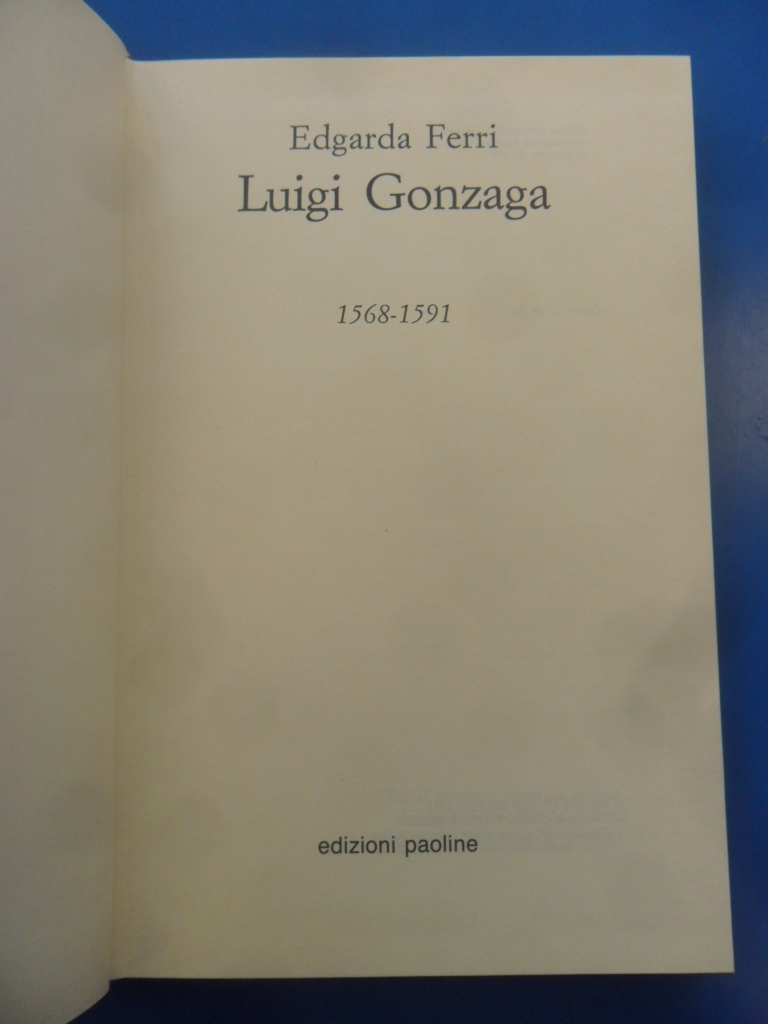 Edgarda Ferri
Luigi Gonzaga
1568-1591
edizioni paoline